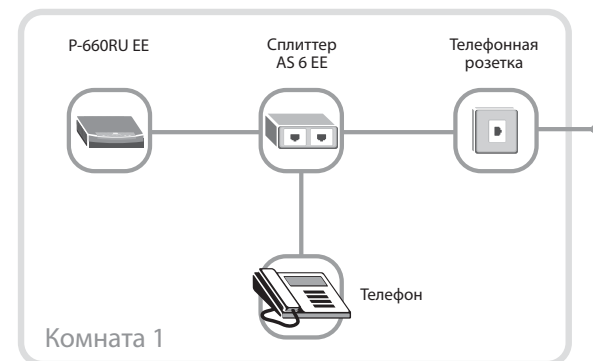 P-660RU EE
Сплиттер
AS 6 EE
Телефонная
розетка
Телефон
Комната 1